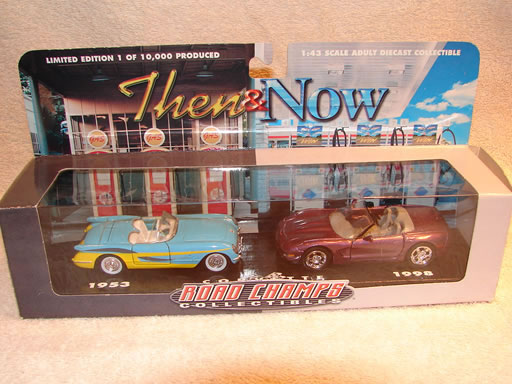 LIMITED EDITION 1 OF 10,000 PRODUCED
1:43 SCALE ADULT DIECAST COLLECTIBLE
Then & Now
1953
1998
ROAD CHAMPS
COLLECTIBLES